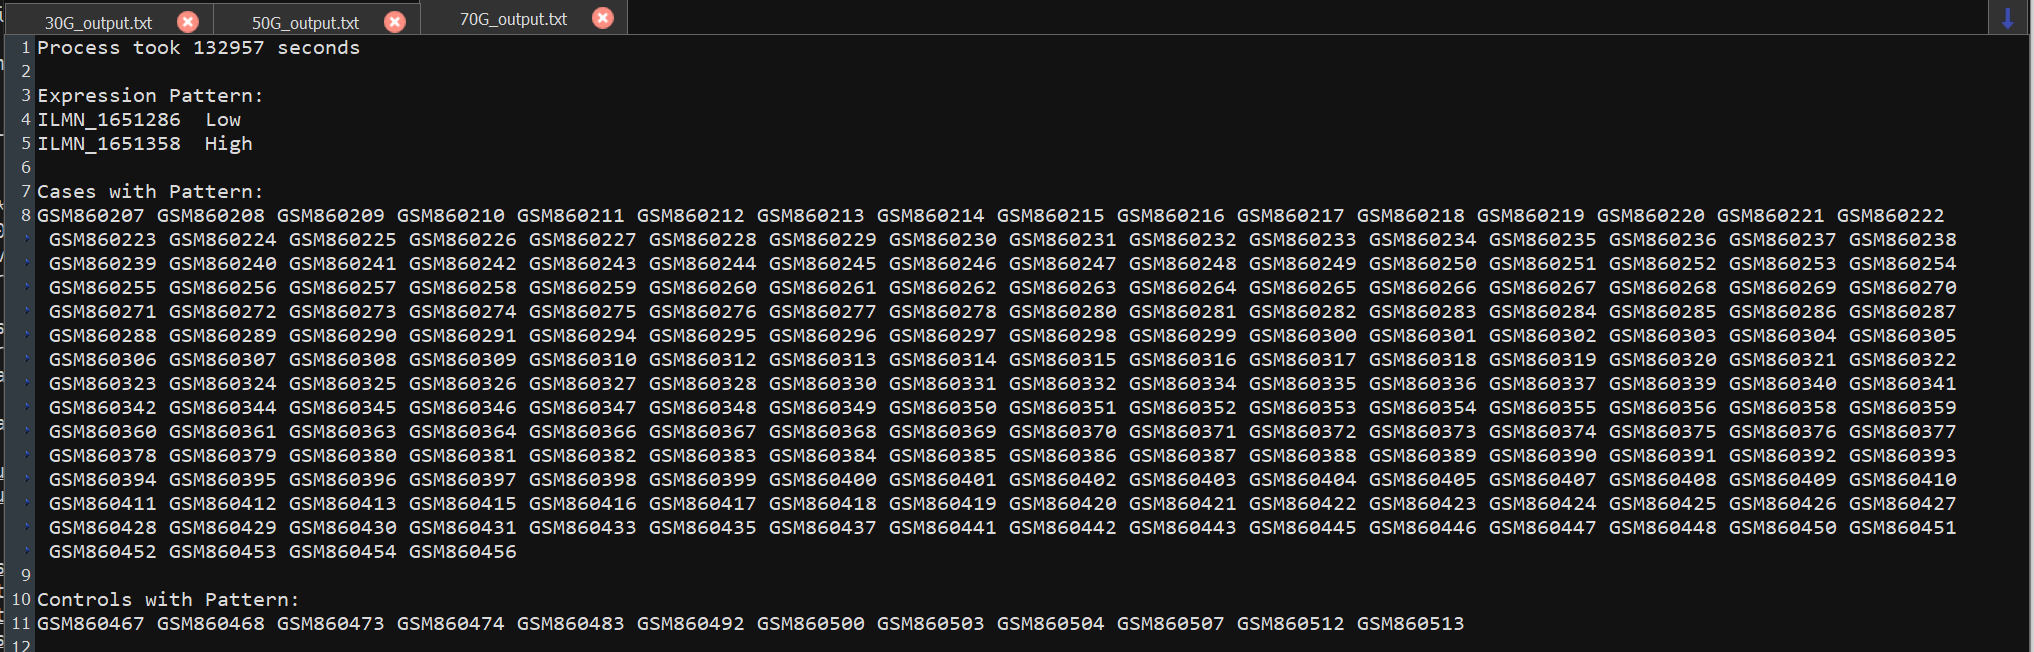 30G_output.txt 50G_output.txt 70G_output.txt
1 Process took 132957 seconds
2
3 Expression Pattern:
4 ILMN_1651286 Low
5 ILMN_1651358 High
6
7 Cases with Pattern:
8 GSM860207 GSM860208 GSM860209 GSM860210 GSM860211 GSM860212 GSM860213 GSM860214 GSM860215 GSM860216 GSM860217 GSM860218 GSM860219 GSM860220 GSM860221 GSM860222
GSM860223 GSM860224 GSM860225 GSM860226 GSM860227 GSM860228 GSM860229 GSM860230 GSM860231 GSM860232 GSM860233 GSM860234 GSM860235 GSM860236 GSM860237 GSM860238
GSM860239 GSM860240 GSM860241 GSM860242 GSM860243 GSM860244 GSM860245 GSM860246 GSM860247 GSM860248 GSM860249 GSM860250 GSM860251 GSM860252 GSM860253 GSM860254
GSM860255 GSM860256 GSM860257 GSM860258 GSM860259 GSM860260 GSM860261 GSM860262 GSM860263 GSM860264 GSM860265 GSM860266 GSM860267 GSM860268 GSM860269 GSM860270
GSM860271 GSM860272 GSM860273 GSM860274 GSM860275 GSM860276 GSM860277 GSM860278 GSM860280 GSM860281 GSM860282 GSM860283 GSM860284 GSM860285 GSM860286 GSM860287
GSM860288 GSM860289 GSM860290 GSM860291 GSM860294 GSM860295 GSM860296 GSM860297 GSM860298 GSM860299 GSM860300 GSM860301 GSM860302 GSM860303 GSM860304 GSM860305
GSM860306 GSM860307 GSM860308 GSM860309 GSM860310 GSM860312 GSM860313 GSM860314 GSM860315 GSM860316 GSM860317 GSM860318 GSM860319 GSM860320 GSM860321 GSM860322
GSM860323 GSM860324 GSM860325 GSM860326 GSM860327 GSM860328 GSM860330 GSM860331 GSM860332 GSM860334 GSM860335 GSM860336 GSM860337 GSM860339 GSM860340 GSM860341
GSM860342 GSM860344 GSM860345 GSM860346 GSM860347 GSM860348 GSM860349 GSM860350 GSM860351 GSM860352 GSM860353 GSM860354 GSM860355 GSM860356 GSM860358 GSM860359
GSM860360 GSM860361 GSM860363 GSM860364 GSM860366 GSM860367 GSM860368 GSM860369 GSM860370 GSM860371 GSM860372 GSM860373 GSM860374 GSM860375 GSM860376 GSM860377
GSM860378 GSM860379 GSM860380 GSM860381 GSM860382 GSM860383 GSM860384 GSM860385 GSM860386 GSM860387 GSM860388 GSM860389 GSM860390 GSM860391 GSM860392 GSM860393
GSM860394 GSM860395 GSM860396 GSM860397 GSM860398 GSM860399 GSM860400 GSM860401 GSM860402 GSM860403 GSM860404 GSM860405 GSM860407 GSM860408 GSM860409 GSM860410
GSM860411 GSM860412 GSM860413 GSM860415 GSM860416 GSM860417 GSM860418 GSM860419 GSM860420 GSM860421 GSM860422 GSM860423 GSM860424 GSM860425 GSM860426 GSM860427
GSM860428 GSM860429 GSM860430 GSM860431 GSM860433 GSM860435 GSM860437 GSM860441 GSM860442 GSM860443 GSM860445 GSM860446 GSM860447 GSM860448 GSM860450 GSM860451
GSM860452 GSM860453 GSM860454 GSM860456
9
10 Controls with Pattern:
11 GSM860467 GSM860468 GSM860473 GSM860474 GSM860483 GSM860492 GSM860500 GSM860503 GSM860504 GSM860507 GSM860512 GSM860513
12